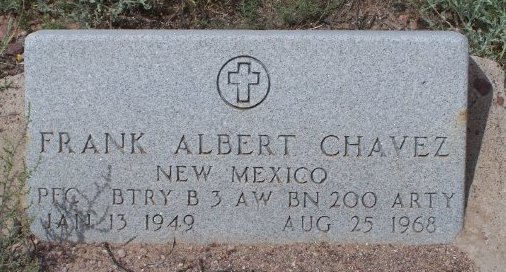 FRANK ALBERT CHAVEZ
NEW MEXICO
PFC BTRY B 3 AW BN 200 ARTY
JAN 13 1949 AUG 25 1968